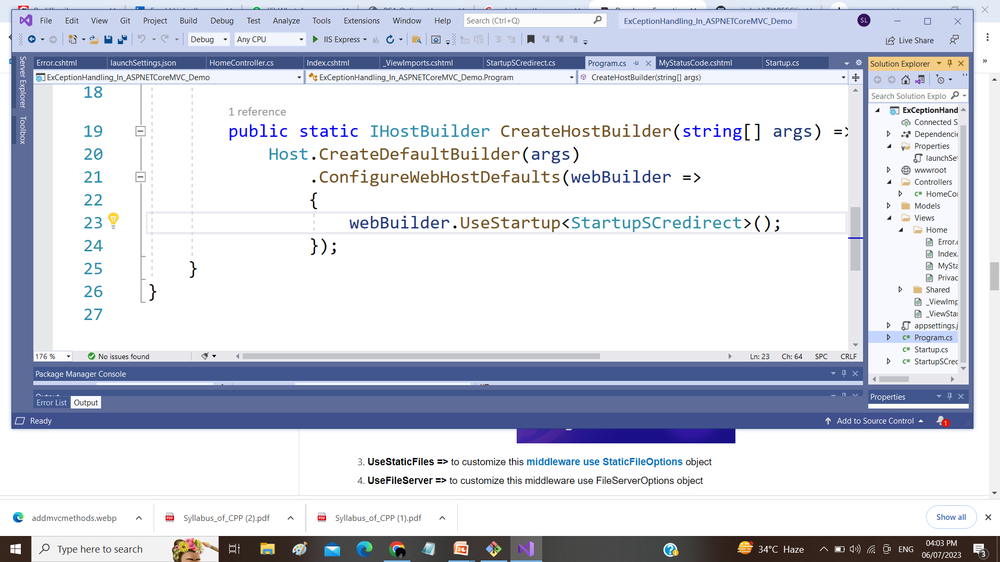 File Edit View Git Project Build Debug Test Analyze Tools Extensions Window Help Search (Ctrl+Q) ExCeptionHandling_In_ASPNETCoreMVC_Demo SL
Debug Any CPU IIS Express Live Share
Server Explorer
Toolbox
Error.cshtml launchSettings.json HomeController.cs Index.cshtml _ViewImports.cshtml StartupSCredirect.cs Program.cs MyStatusCode.cshtml Startup.cs
ExCeptionHandling_In_ASPNETCoreMVC_Demo ExCeptionHandling_In_ASPNETCoreMVC_Demo.Program CreateHostBuilder(string[] args)
18
1 reference
19 public static IHostBuilder CreateHostBuilder(string[] args) =>
20 Host.CreateDefaultBuilder(args)
21 .ConfigureWebHostDefaults(webBuilder =>
22 {
23 webBuilder.UseStartup<StartupSCredirect>();
24 });
25 }
26 }
27
176 % No issues found Ln: 23 Ch: 64 SPC CRLF
Package Manager Console
Output
Error List Output
Ready Add to Source Control 1
Solution Explorer
Search Solution Explo
ExCeptionHand
Connected S
Dependencie
Properties
launchSet
wwwroot
Controllers
HomeCor
Models
Views
Home
Error.c
Index.
MySta
Privac
Shared
_ViewImp
_ViewStar
appsettings.j
Program.cs
Startup.cs
StartupSCred
Properties
3. UseStaticFiles => to customize this middleware use StaticFileOptions object
4. UseFileServer => to customize this middleware use FileServerOptions object
addmvcmethods.webp Syllabus_of_CPP (2).pdf Syllabus_of_CPP (1).pdf Show all
Type here to search 34°C Haze ENG 04:03 PM
06/07/2023 3